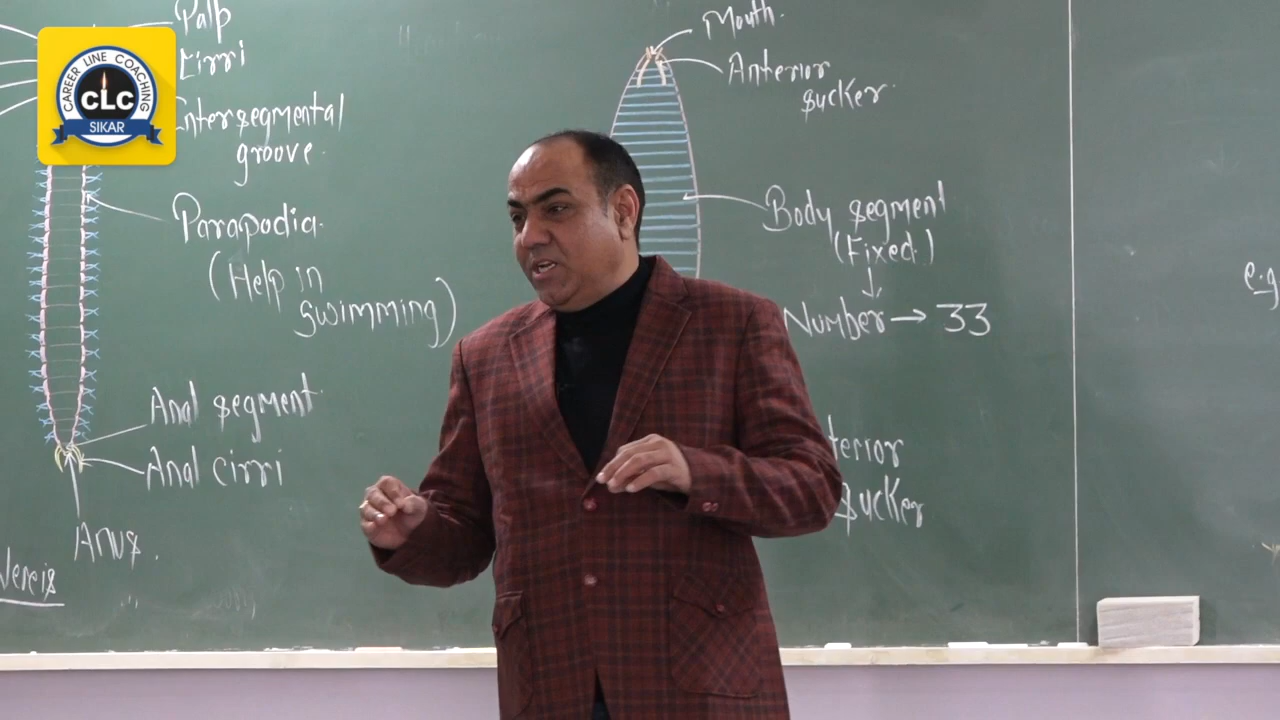 Palp
Cirri
Intersegmental
groove.
Parapodia.
(Help in
swimming)
Anal segment.
Anal cirri
Anus.
Nereis
CAREER LINE COACHING
CLC
SIKAR
Mouth.
Anterior
sucker.
Body segment
(Fixed)
Number → 33
terior
sucker
e.g